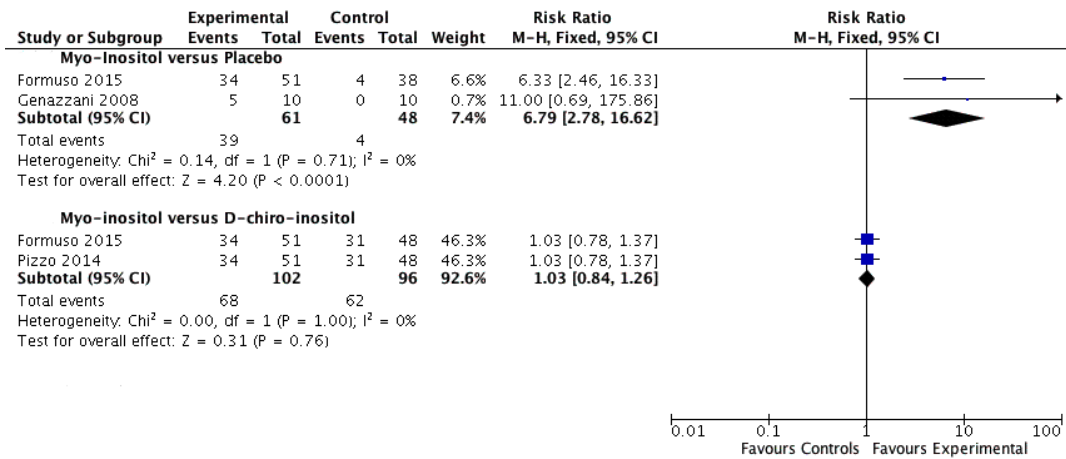 Experimental Control Risk Ratio Risk Ratio
Study or Subgroup Events Total Events Total Weight M-H, Fixed, 95% CI M-H, Fixed, 95% CI
Myo-Inositol versus Placebo
Formuso 2015 34 51 4 38 6.6% 6.33 [2.46, 16.33]
Genazzani 2008 5 10 0 10 0.7% 11.00 [0.69, 175.86]
Subtotal (95% CI) 61 48 7.4% 6.79 [2.78, 16.62]
Total events 39 4
Heterogeneity: Chi² = 0.14, df = 1 (P = 0.71); I² = 0%
Test for overall effect: Z = 4.20 (P < 0.0001)
Myo-inositol versus D-chiro-inositol
Formuso 2015 34 51 31 48 46.3% 1.03 [0.78, 1.37]
Pizzo 2014 34 51 31 48 46.3% 1.03 [0.78, 1.37]
Subtotal (95% CI) 102 96 92.6% 1.03 [0.84, 1.26]
Total events 68 62
Heterogeneity: Chi² = 0.00, df = 1 (P = 1.00); I² = 0%
Test for overall effect: Z = 0.31 (P = 0.76)
0.01 0.1 1 10 100
Favours Controls Favours Experimental